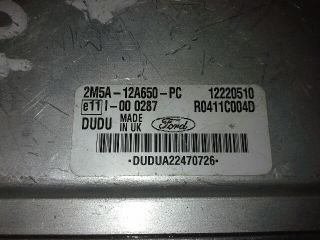 2M5A-12A650-PC 12220510
e11 I-00 0287 R0411C004D
DUDU MADE IN UK Ford
*DUDUA22470726*